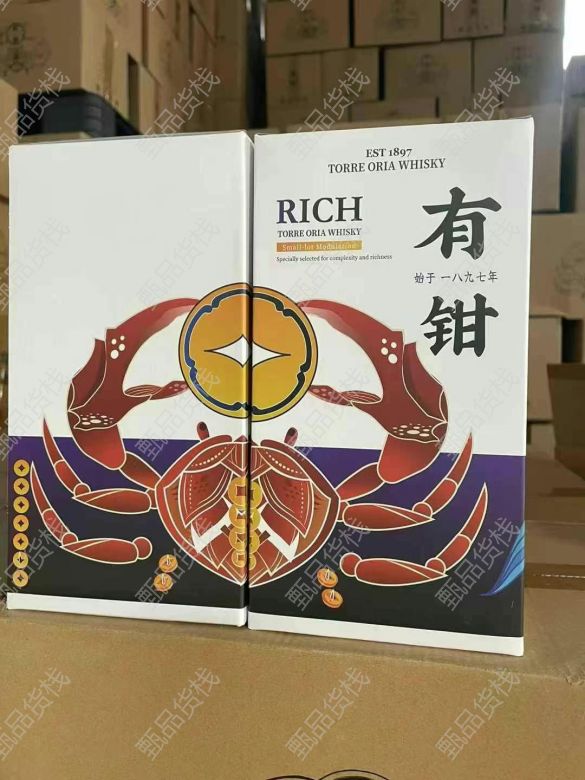 EST 1897
TORRE ORIA WHISKY
RICH
TORRE ORIA WHISKY
Small-lot Modulation
Specially selected for complexity and richness
有钳
始于一八九七年
甄品货栈